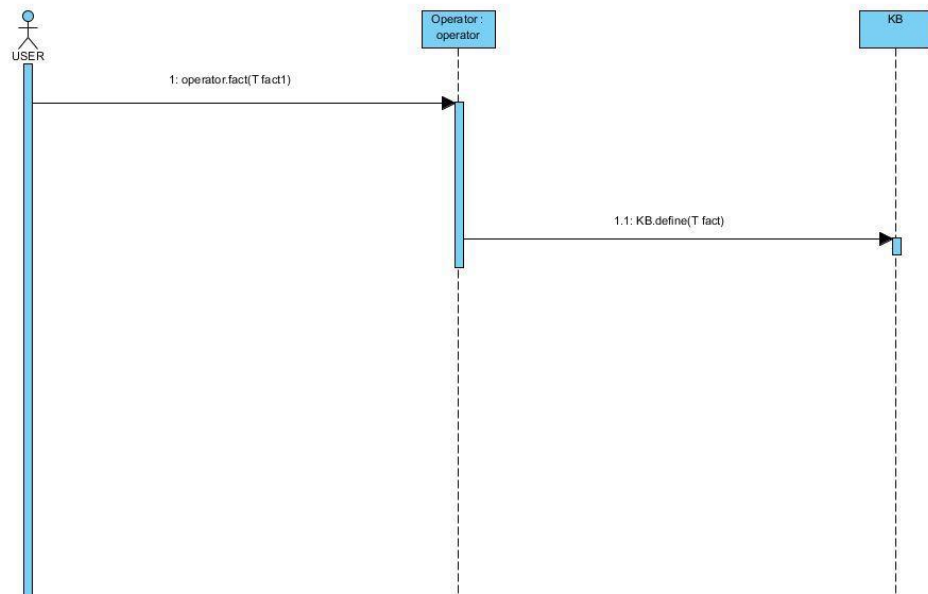 USER
Operator :
operator
KB
1: operator.fact(T fact1)
1.1: KB.define(T fact)